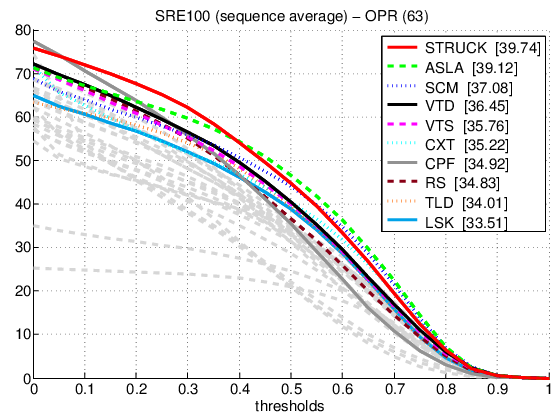 SRE100 (sequence average) – OPR (63)
80
70
60
50
40
30
20
10
0
0 0.1 0.2 0.3 0.4 0.5 0.6 0.7 0.8 0.9 1
thresholds
STRUCK [39.74]
ASLA [39.12]
SCM [37.08]
VTD [36.45]
VTS [35.76]
CXT [35.22]
CPF [34.92]
RS [34.83]
TLD [34.01]
LSK [33.51]